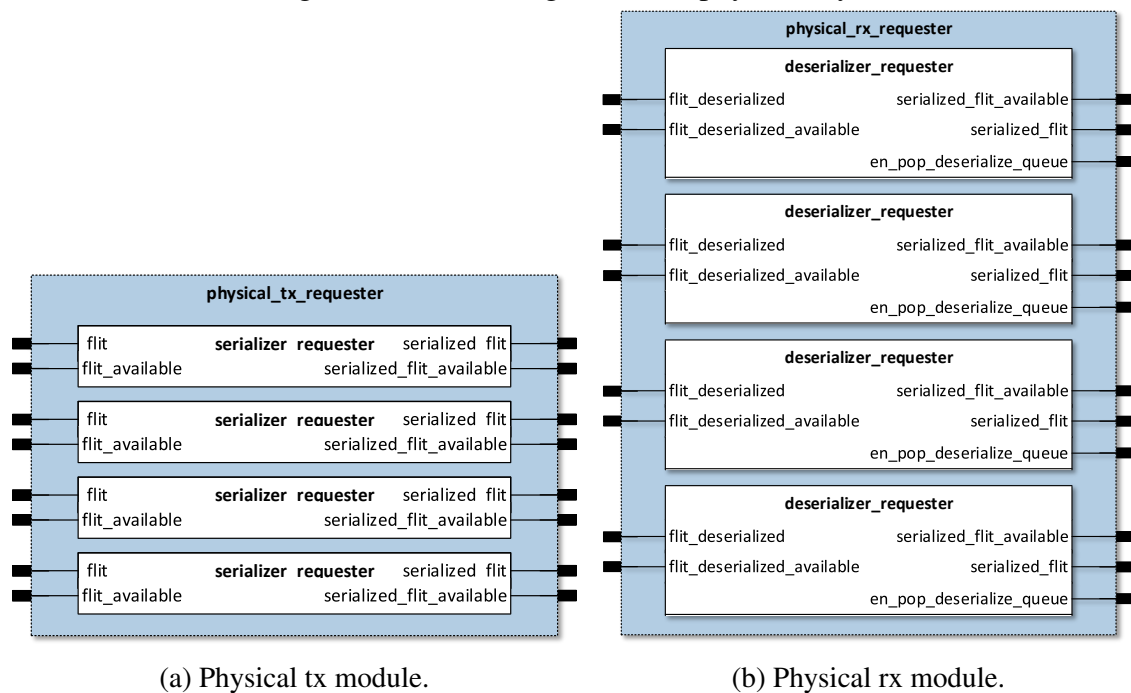 physical_tx_requester
flit serializer requester serialized flit
flit_available serialized_flit_available
flit serializer requester serialized flit
flit_available serialized_flit_available
flit serializer requester serialized flit
flit_available serialized_flit_available
flit serializer requester serialized flit
flit_available serialized_flit_available
(a) Physical tx module.
physical_rx_requester
deserializer_requester
flit_deserialized serialized_flit_available
flit_deserialized_available serialized_flit
en_pop_deserialize_queue
deserializer_requester
flit_deserialized serialized_flit_available
flit_deserialized_available serialized_flit
en_pop_deserialize_queue
deserializer_requester
flit_deserialized serialized_flit_available
flit_deserialized_available serialized_flit
en_pop_deserialize_queue
deserializer_requester
flit_deserialized serialized_flit_available
flit_deserialized_available serialized_flit
en_pop_deserialize_queue
(b) Physical rx module.